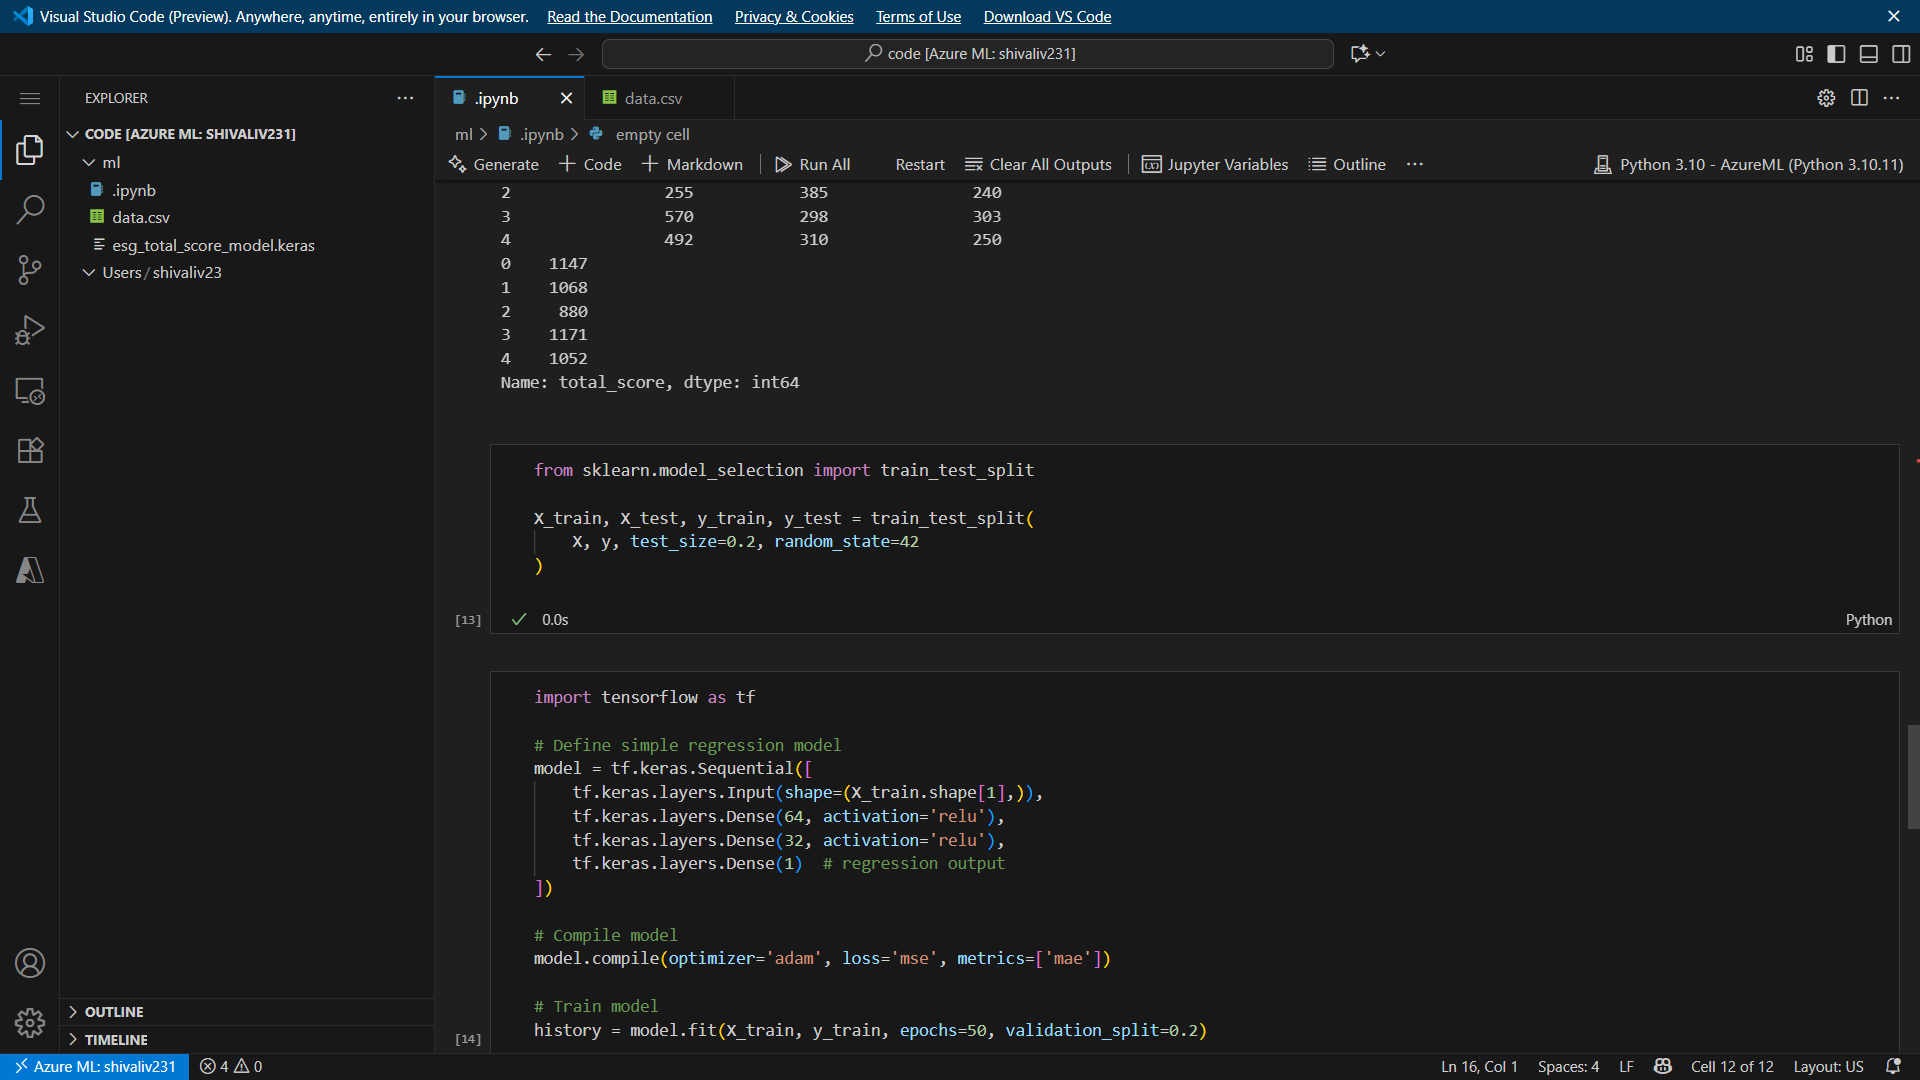 Visual Studio Code (Preview). Anywhere, anytime, entirely in your browser. Read the Documentation Privacy & Cookies Terms of Use Download VS Code
code [Azure ML: shivaliv231]
EXPLORER
CODE [AZURE ML: SHIVALIV231]
ml
.ipynb
data.csv
esg_total_score_model.keras
Users / shivaliv23
OUTLINE
TIMELINE
.ipynb data.csv
ml > .ipynb > empty cell
Generate Code Markdown Run All Restart Clear All Outputs Jupyter Variables Outline Python 3.10 - AzureML (Python 3.10.11)
2 255 385 240
3 570 298 303
4 492 310 250
0 1147
1 1068
2 880
3 1171
4 1052
Name: total_score, dtype: int64
from sklearn.model_selection import train_test_split
X_train, X_test, y_train, y_test = train_test_split(
X, y, test_size=0.2, random_state=42
)
[13] 0.0s Python
import tensorflow as tf
# Define simple regression model
model = tf.keras.Sequential([
tf.keras.layers.Input(shape=(X_train.shape[1],)),
tf.keras.layers.Dense(64, activation='relu'),
tf.keras.layers.Dense(32, activation='relu'),
tf.keras.layers.Dense(1) # regression output
])
# Compile model
model.compile(optimizer='adam', loss='mse', metrics=['mae'])
# Train model
history = model.fit(X_train, y_train, epochs=50, validation_split=0.2)
[14]
Azure ML: shivaliv231 4 0 Ln 16, Col 1 Spaces: 4 LF Cell 12 of 12 Layout: US